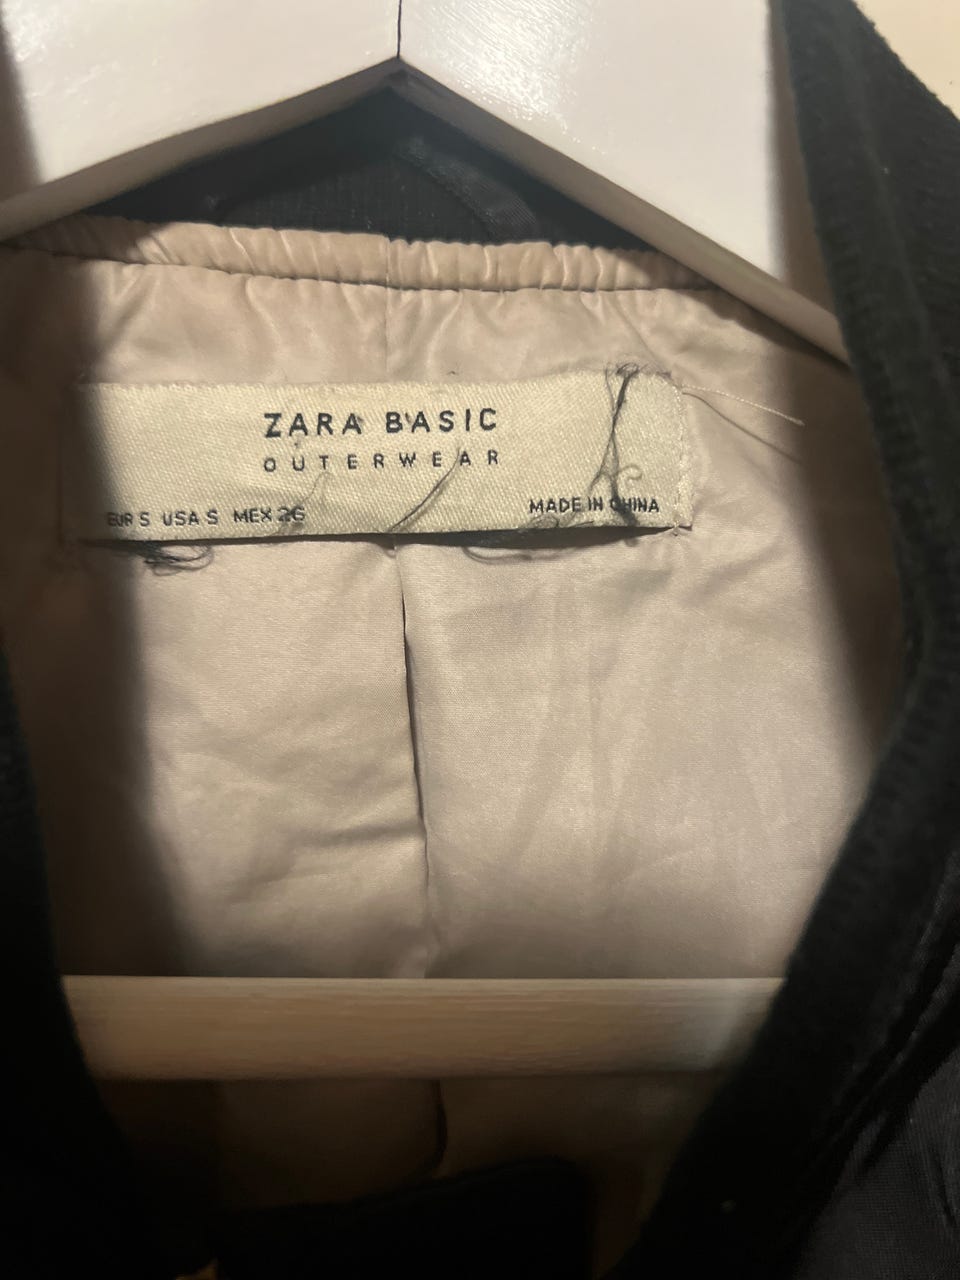 ZARA BASIC
OUTERWEAR
EUR S USA S MEX 26
MADE IN CHINA